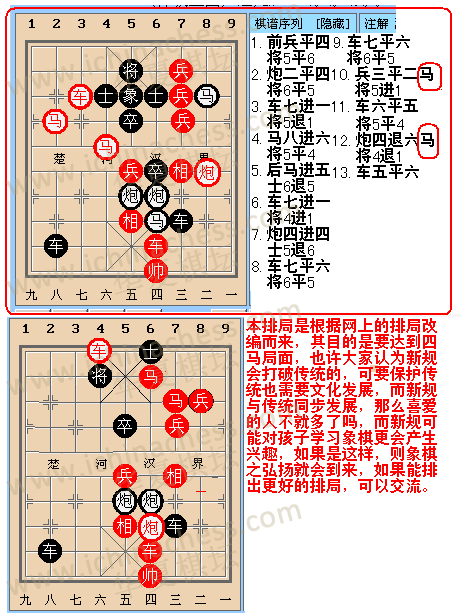 1 2 3 4 5 6 7 8 9
将 兵
车 士 象 士 兵 马
马 卒 兵
马
楚 河 汉 界
兵 卒 相 炮
炮 炮
相 马 车
车 车
帅
九 八 七 六 五 四 三 二 一
棋谱序列 [隐藏] 注解
1. 前兵平四 9. 车七平六
将5平6 将6平5
2. 炮二平四 10. 兵三平二 马
将6平5 将5进1
3. 车七进一 11. 车六平五
将5退1 将5平4
4. 马八进六 12. 炮四退六 马
将5平4 将4退1
5. 后马进五 13. 车五平六
士6退5
6. 车七进一
将4进1
7. 炮四进四
士5退6
8. 车七平六
将6平5
1 2 3 4 5 6 7 8 9
车 士
将 马
马 兵
卒 兵
楚 河 汉 界
兵 相
炮 炮
相 炮 车
车 车
帅
九 八 七 六 五 四 三 二 一
本排局是根据网上的排局改
编而来，其目的是要达到四
马局面，也许大家认为新规
会打破传统的，可要保护传
统也需要文化发展，而新规
与传统同步发展，那么喜爱
的人不就多了吗，而新规可
能对孩子学习象棋更会产生
兴趣，如果是这样，则象棋
之弘扬就会到来，如果能排
出更好的排局，可以交流。